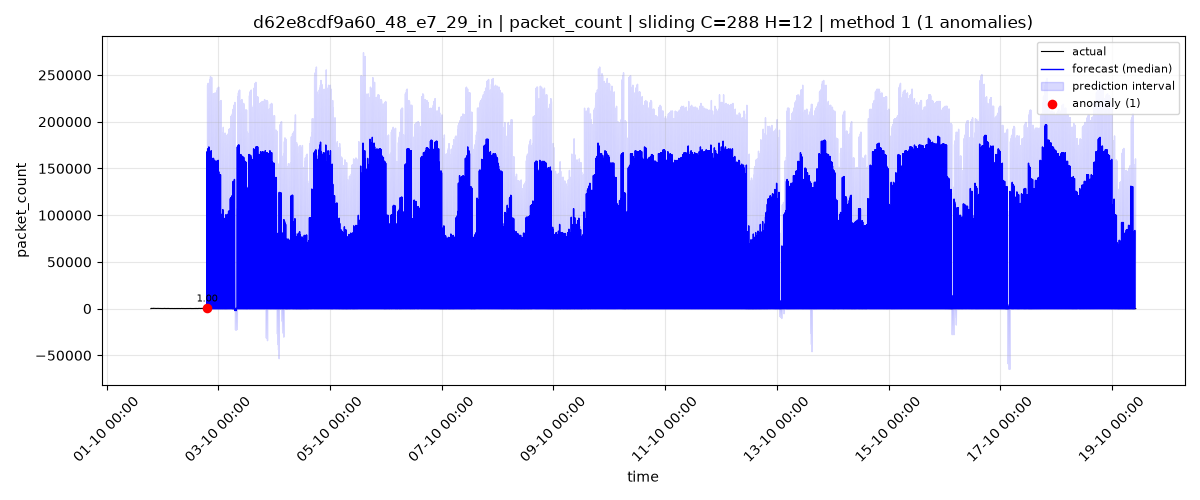 d62e8cdf9a60_48_e7_29_in | packet_count | sliding C=288 H=12 | method 1 (1 anomalies)
actual
forecast (median)
prediction interval
anomaly (1)
packet_count
250000
200000
150000
100000
50000
0
−50000
01-10 00:00
03-10 00:00
05-10 00:00
07-10 00:00
09-10 00:00
11-10 00:00
13-10 00:00
15-10 00:00
17-10 00:00
19-10 00:00
time